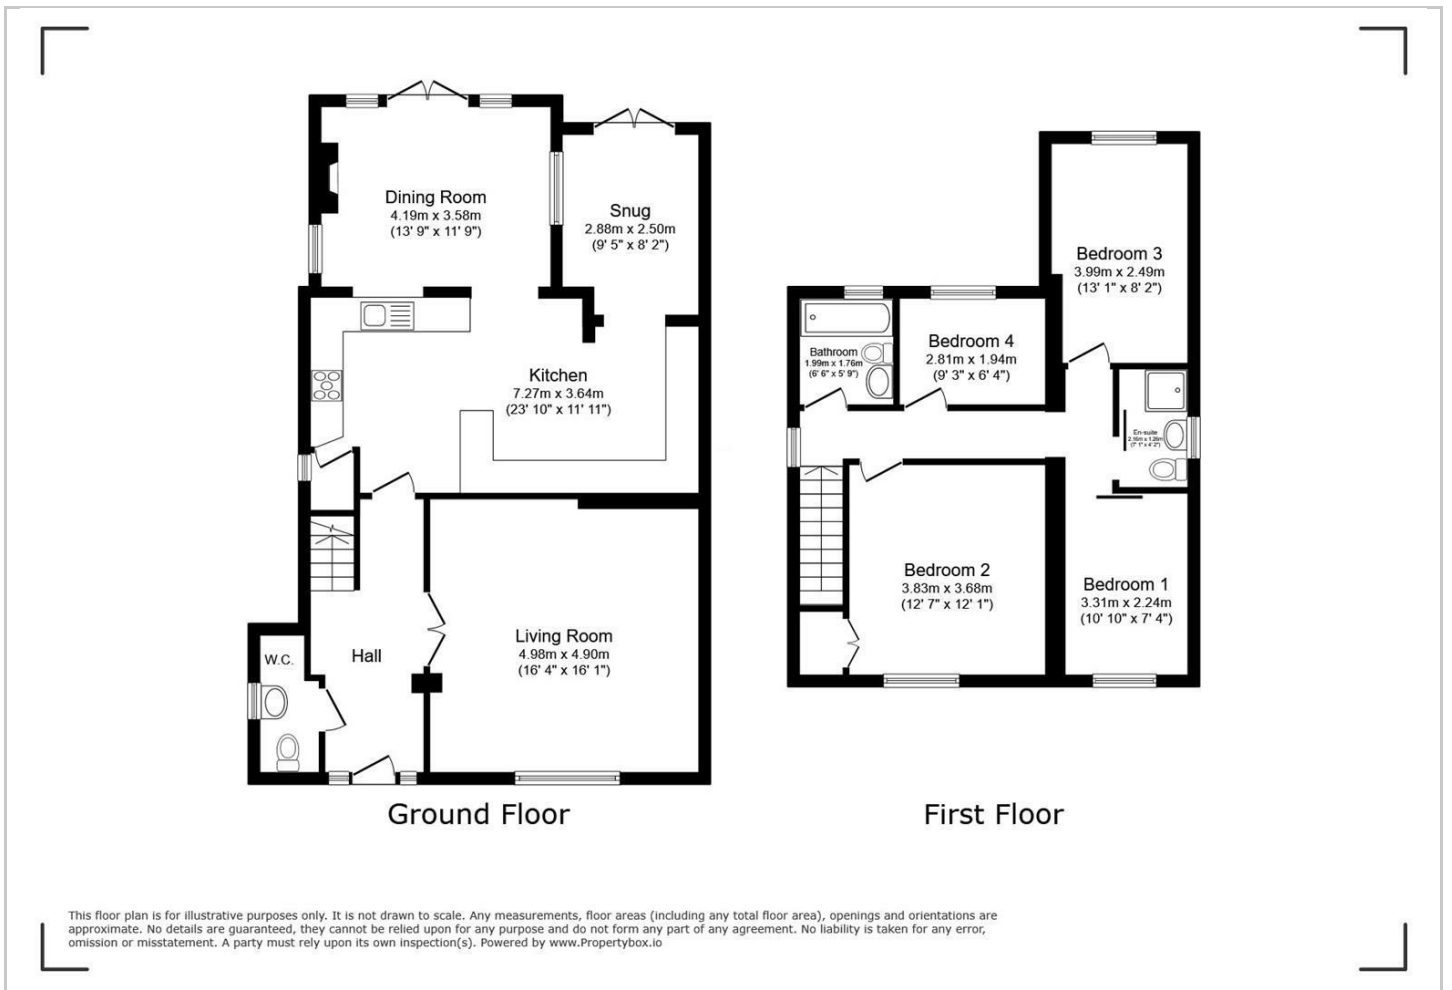 Dining Room
4.19m x 3.58m
(13' 9" x 11' 9")
Snug
2.88m x 2.50m
(9' 5" x 8' 2")
Kitchen
7.27m x 3.64m
(23' 10" x 11' 11")
Living Room
4.98m x 4.90m
(16' 4" x 16' 1")
Hall
W.C.
Ground Floor
Bedroom 3
3.99m x 2.49m
(13' 1" x 8' 2")
Bathroom
1.99m x 1.76m
(6' 6" x 5' 9")
Bedroom 4
2.81m x 1.94m
(9' 3" x 6' 4")
En-suite
2.16m x 1.26m
(7' 1" x 4' 2")
Bedroom 2
3.83m x 3.68m
(12' 7" x 12' 1")
Bedroom 1
3.31m x 2.24m
(10' 10" x 7' 4")
First Floor
This floor plan is for illustrative purposes only. It is not drawn to scale. Any measurements, floor areas (including any total floor area), openings and orientations are
approximate. No details are guaranteed, they cannot be relied upon for any purpose and do not form any part of any agreement. No liability is taken for any error,
omission or misstatement. A party must rely upon its own inspection(s). Powered by www.Propertybox.io